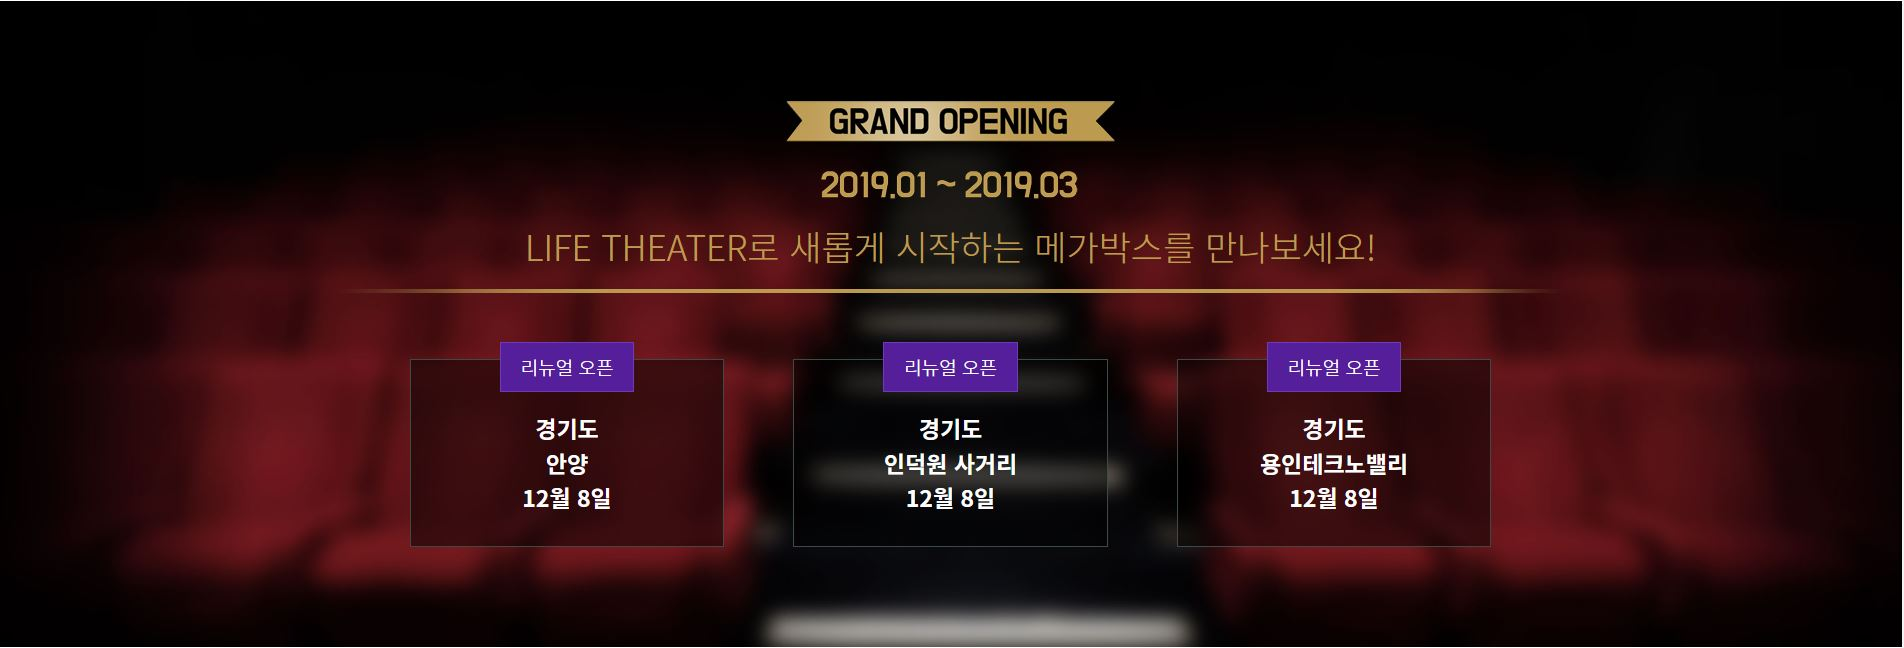 GRAND OPENING
2019.01 ~ 2019.03
LIFE THEATER로 새롭게 시작하는 메가박스를 만나보세요!
리뉴얼 오픈
경기도
안양
12월 8일
리뉴얼 오픈
경기도
인덕원 사거리
12월 8일
리뉴얼 오픈
경기도
용인테크노밸리
12월 8일